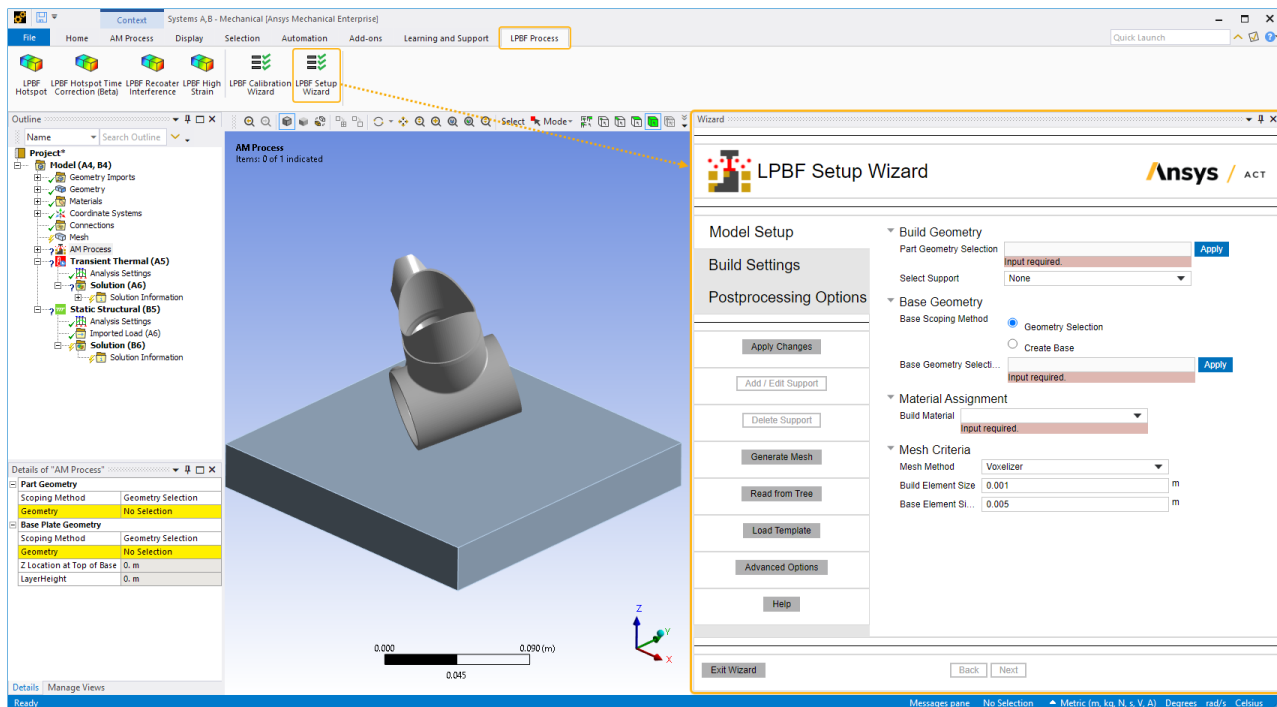 Context
Systems A,B - Mechanical [Ansys Mechanical Enterprise]
File Home AM Process Display Selection Automation Add-ons Learning and Support LPBF Process
Quick Launch
LPBF Hotspot
LPBF Hotspot Time Correction (Beta)
LPBF Recoater Interference
LPBF High Strain
LPBF Calibration Wizard
LPBF Setup Wizard
Outline
Name Search Outline
Project*
Model (A4, B4)
Geometry Imports
Geometry
Materials
Coordinate Systems
Connections
Mesh
AM Process
Transient Thermal (A5)
Analysis Settings
Solution (A6)
Solution Information
Static Structural (B5)
Analysis Settings
Imported Load (A6)
Solution (B6)
Solution Information
Details of "AM Process"
Part Geometry
Scoping Method Geometry Selection
Geometry No Selection
Base Plate Geometry
Scoping Method Geometry Selection
Geometry No Selection
Z Location at Top of Base 0. m
LayerHeight 0. m
Details Manage Views
Select Mode
AM Process
Items: 0 of 1 indicated
0.000 0.090 (m)
0.045
Z
Y
X
Wizard
LPBF Setup Wizard
Ansys / ACT
Model Setup
Build Settings
Postprocessing Options
Apply Changes
Add / Edit Support
Delete Support
Generate Mesh
Read from Tree
Load Template
Advanced Options
Help
Build Geometry
Part Geometry Selection Apply
Input required.
Select Support None
Base Geometry
Base Scoping Method Geometry Selection
Create Base
Base Geometry Selecti... Apply
Input required.
Material Assignment
Build Material
Input required.
Mesh Criteria
Mesh Method Voxelizer
Build Element Size 0.001 m
Base Element Si... 0.005 m
Exit Wizard Back Next
Ready Messages pane No Selection Metric (m, kg, N, s, V, A) Degrees rad/s Celsius